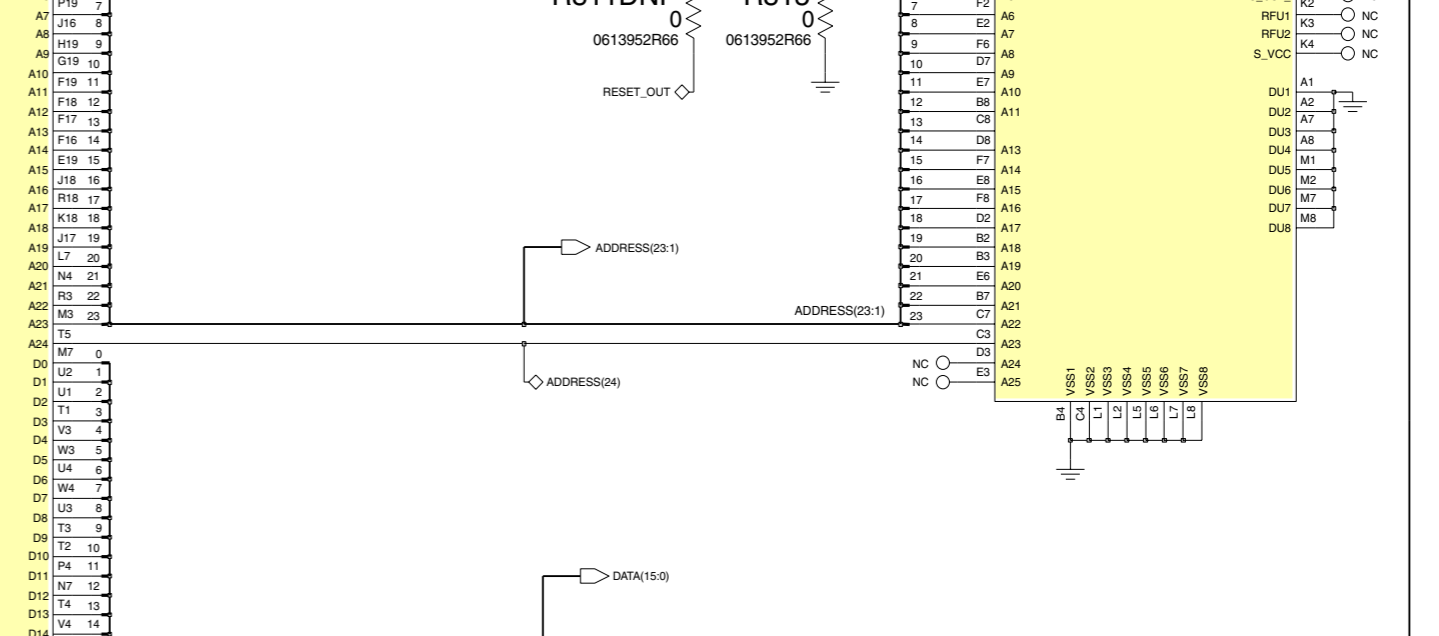 P19 7
A7 J16 8
A8 H19 9
A9 G19 10
A10 F19 11
A11 F18 12
A12 F17 13
A13 F16 14
A14 E19 15
A15 J18 16
A16 R18 17
A17 K18 18
A18 J17 19
A19 L7 20
A20 N4 21
A21 R3 22
A22 M3 23
A23 T5
A24 M7 0
D0 U2 1
D1 U1 2
D2 T1 3
D3 V3 4
D4 W3 5
D5 U4 6
D6 W4 7
D7 U3 8
D8 T3 9
D9 T2 10
D10 P4 11
D11 N7 12
D12 T4 13
D13 V4 14
D14
0
0613952R66
RESET_OUT
0
0613952R66
ADDRESS(23:1)
ADDRESS(23:1)
ADDRESS(24)
DATA(15:0)
7 F2
A6
8 E2
A7
9 F6
A8
10 D7
A9
11 E7
A10
12 B8
A11
13 C8
14 D8
A13
15 F7
A14
16 E8
A15
17 F8
A16
18 D2
A17
19 B2
A18
20 B3
A19
21 E6
A20
22 B7
A21
23 C7
A22
C3
A23
D3
NC A24
E3
NC A25
K2
RFU1 NC
K3
RFU2 NC
K4
S_VCC NC
A1
DU1
A2
DU2
A7
DU3
A8
DU4
M1
DU5
M2
DU6
M7
DU7
M8
DU8
VSS1
VSS2
VSS3
VSS4
VSS5
VSS6
VSS7
VSS8
B4
C4
L1
L2
L5
L6
L7
L8